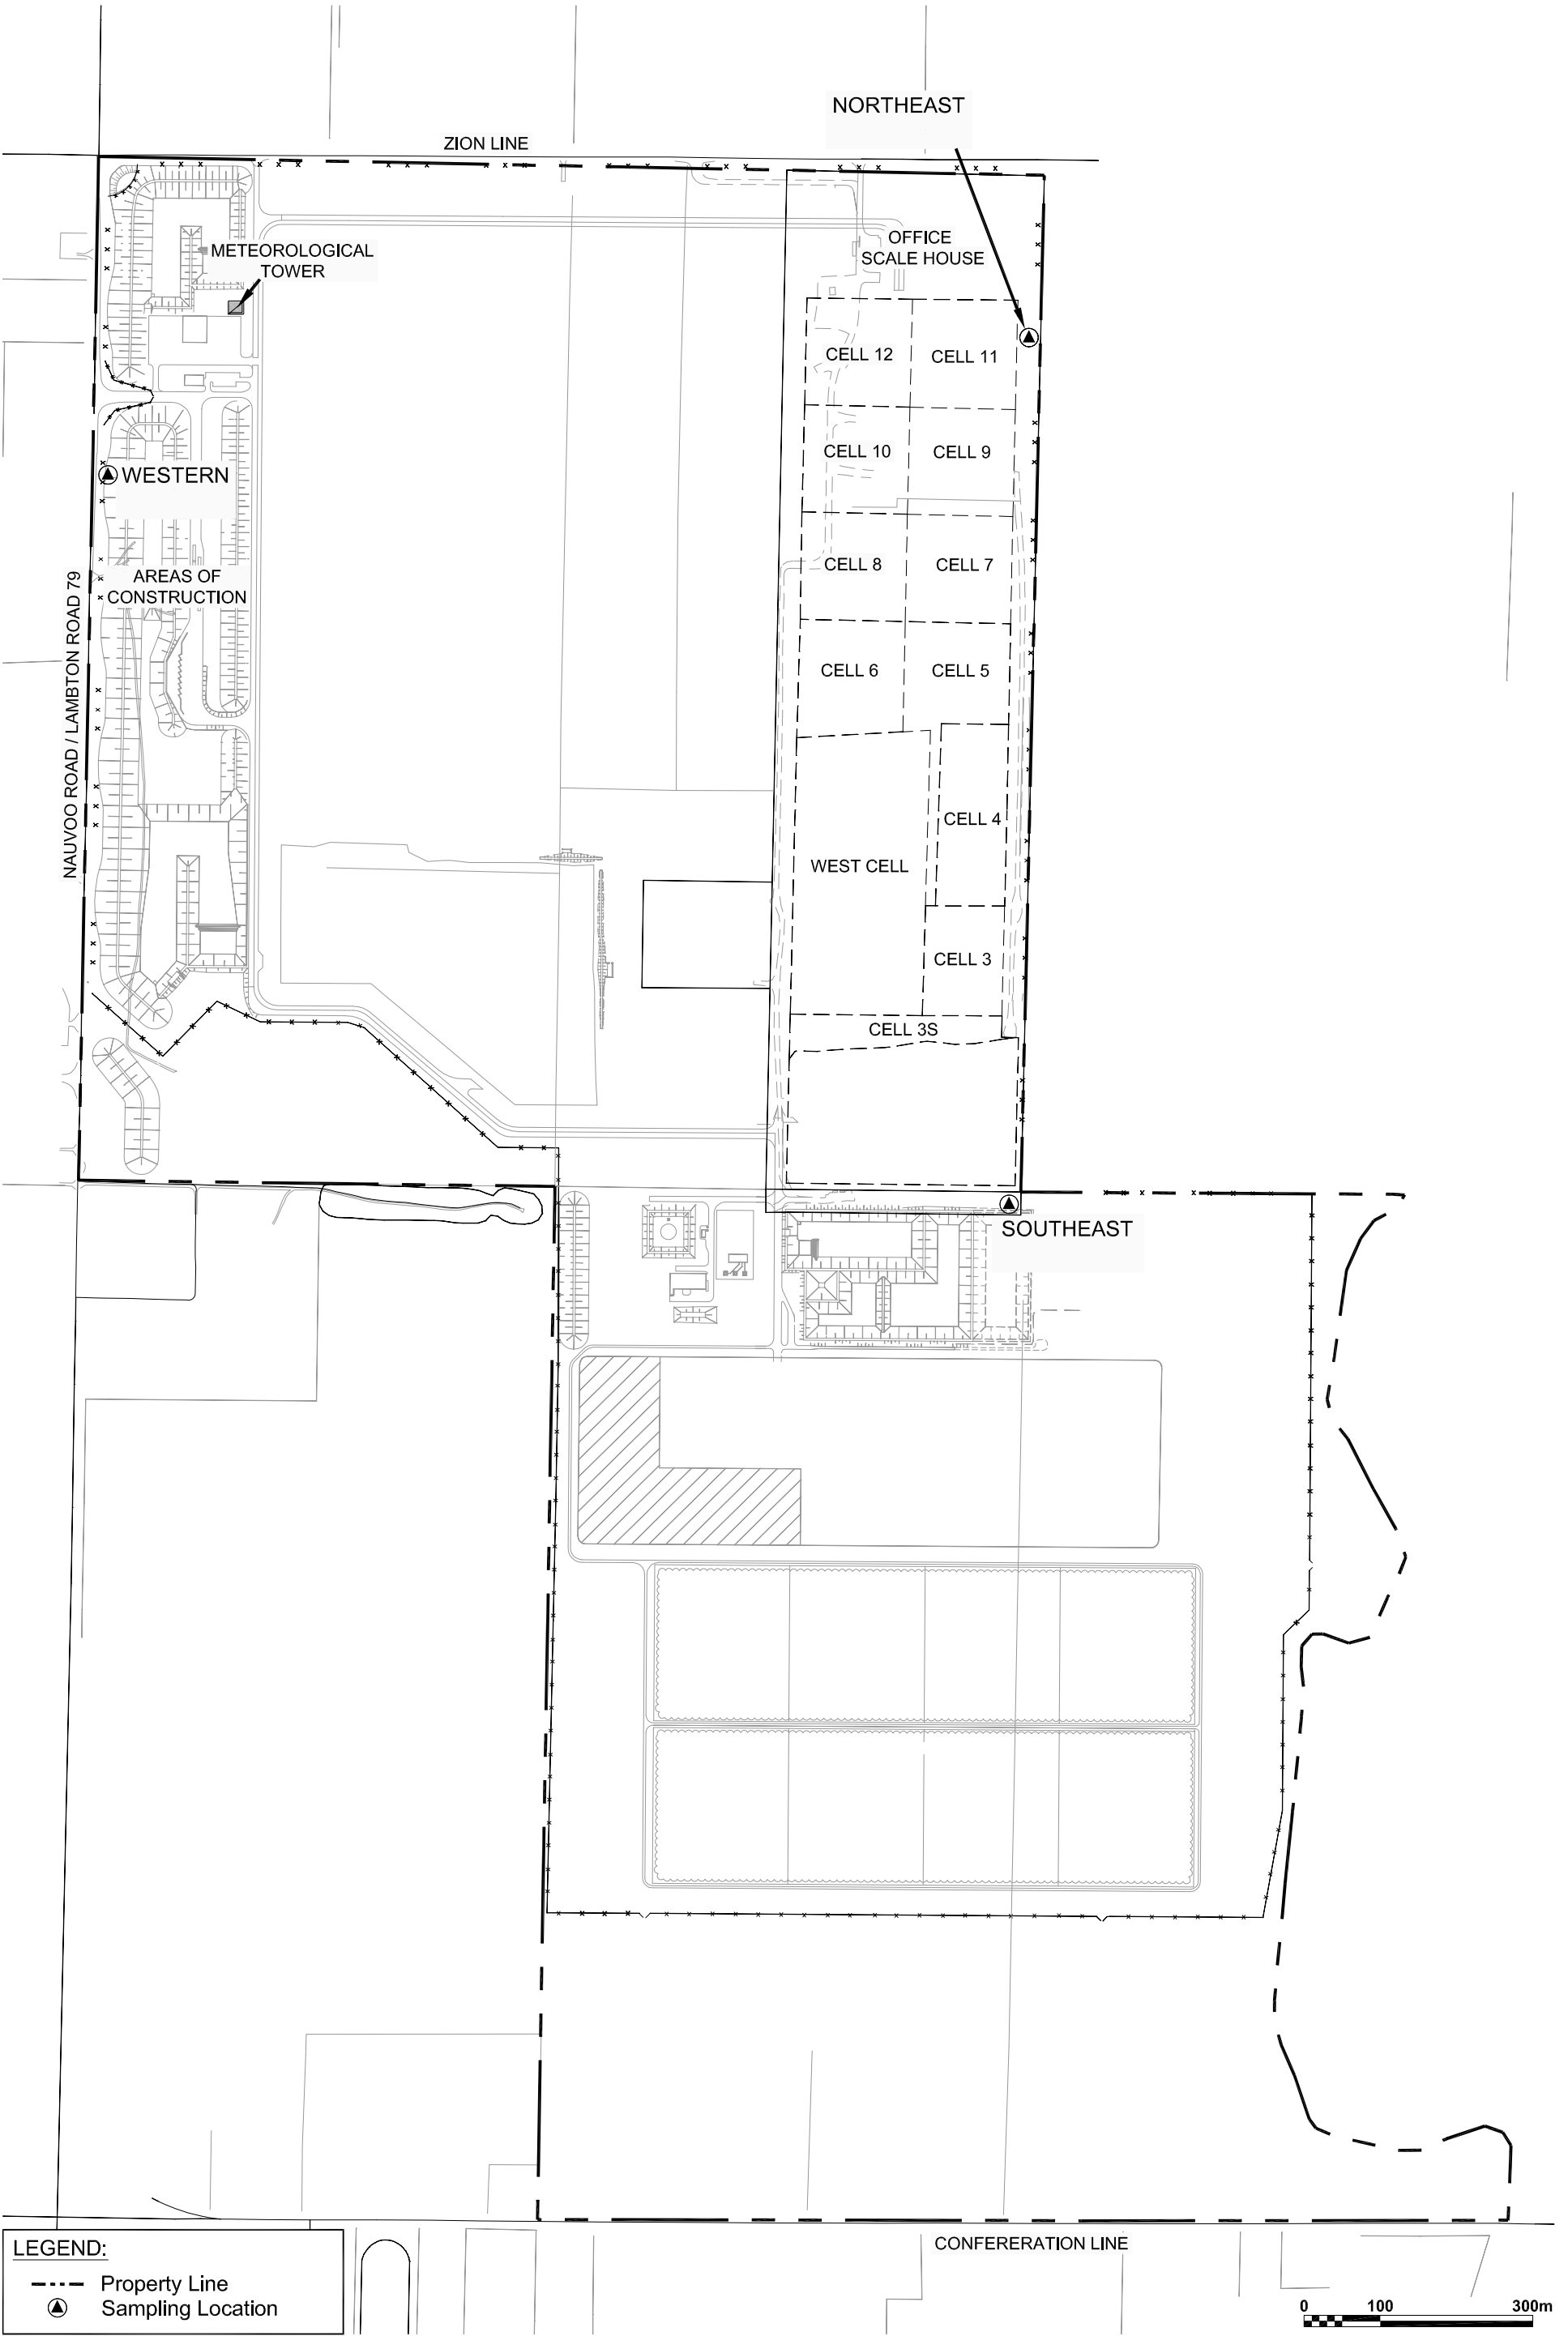 NORTHEAST
ZION LINE
METEOROLOGICAL
TOWER
OFFICE
SCALE HOUSE
CELL 12
CELL 11
CELL 10
CELL 9
WESTERN
CELL 8
CELL 7
AREAS OF
CONSTRUCTION
NAUVOO ROAD / LAMBTON ROAD 79
CELL 6
CELL 5
CELL 4
WEST CELL
CELL 3
CELL 3S
SOUTHEAST
CONFERERATION LINE
LEGEND:
Property Line
Sampling Location
0 100 300m